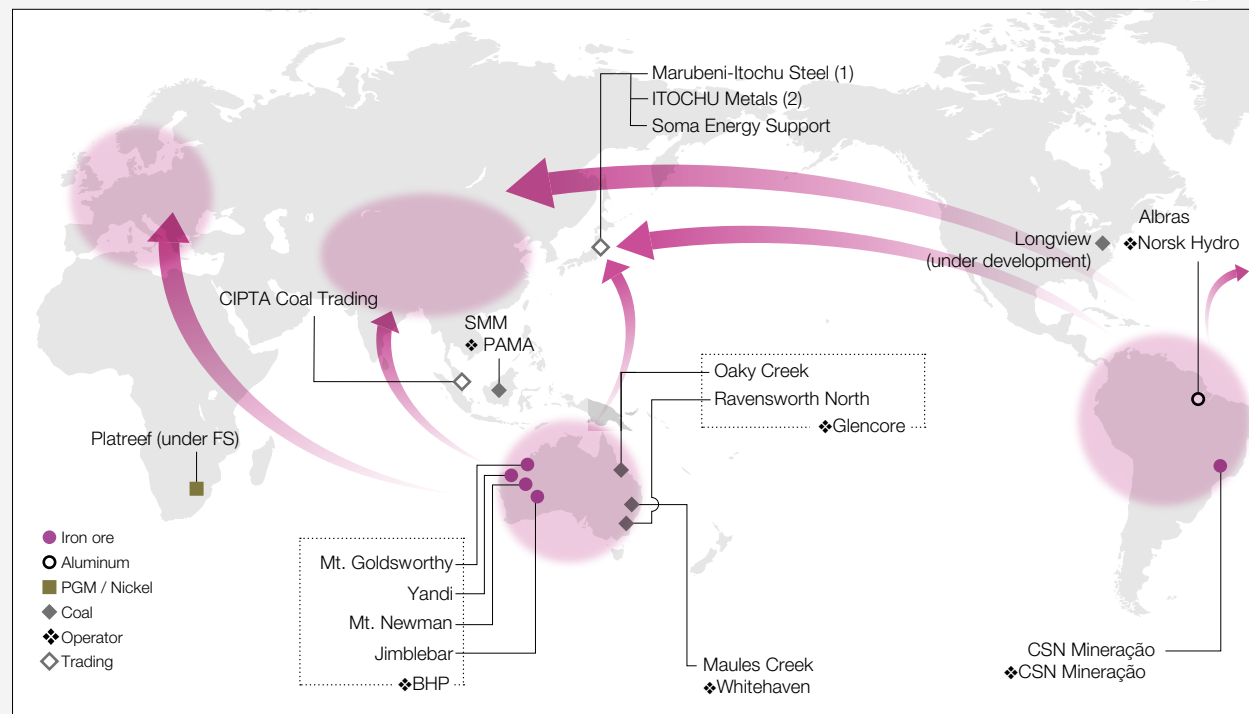 Marubeni-Itochu Steel (1)
ITOCHU Metals (2)
Soma Energy Support
Albras
❖Norsk Hydro
Longview
(under development)
CIPTA Coal Trading
SMM
❖ PAMA
Oaky Creek
Ravensworth North
❖Glencore
Platreef (under FS)
Iron ore
Aluminum
PGM / Nickel
Coal
❖Operator
Trading
Mt. Goldsworthy
Yandi
Mt. Newman
Jimblebar
❖BHP
Maules Creek
❖Whitehaven
CSN Mineração
❖CSN Mineração